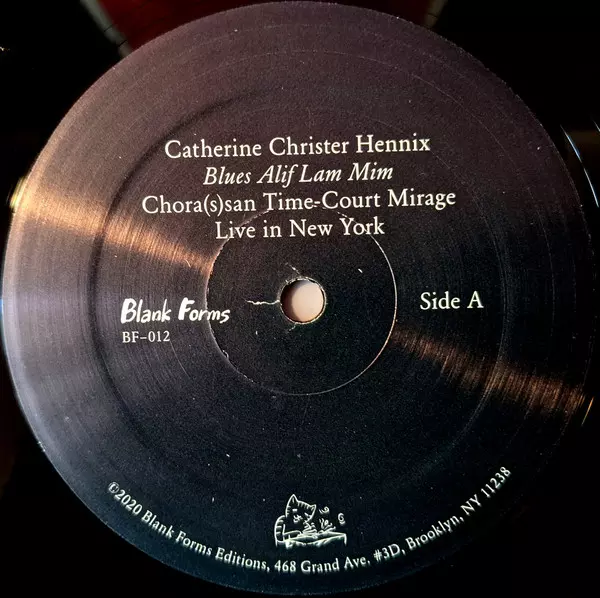 Catherine Christer Hennix
Blues Alif Lam Mim
Chora(s)san Time-Court Mirage
Live in New York
Blank Forms
BF–012
Side A
©2020 Blank Forms Editions, 468 Grand Ave. #3D, Brooklyn, NY 11238